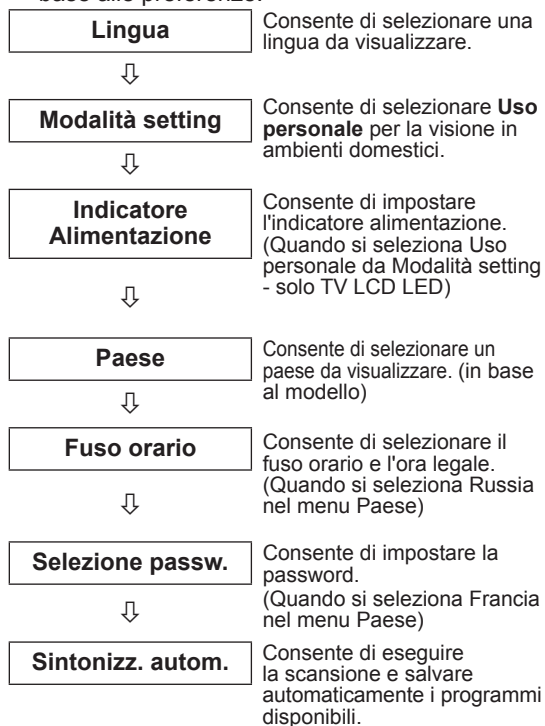 base alle preferenze.
Lingua
Consente di selezionare una
lingua da visualizzare.
⇩
Modalità setting
Consente di selezionare Uso
personale per la visione in
ambienti domestici.
⇩
Indicatore
Alimentazione
Consente di impostare
l'indicatore alimentazione.
(Quando si seleziona Uso
personale da Modalità setting
- solo TV LCD LED)
⇩
Paese
Consente di selezionare un
paese da visualizzare. (in base
al modello)
⇩
Fuso orario
Consente di selezionare il
fuso orario e l'ora legale.
(Quando si seleziona Russia
nel menu Paese)
⇩
Selezione passw.
Consente di impostare la
password.
(Quando si seleziona Francia
nel menu Paese)
⇩
Sintonizz. autom.
Consente di eseguire
la scansione e salvare
automaticamente i programmi
disponibili.